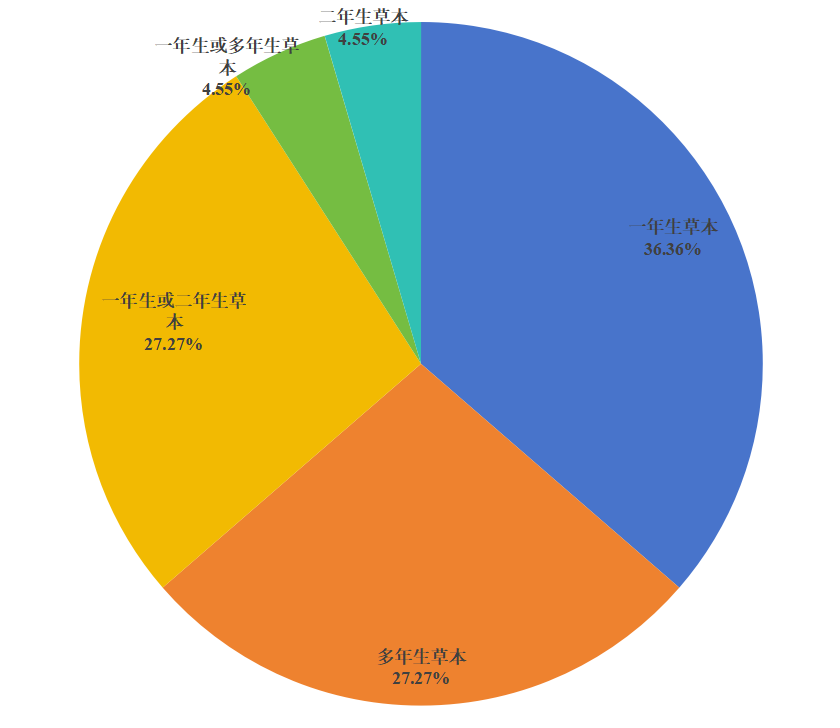 二年生草本
4.55%
一年生或多年生草
本
4.55%
一年生草本
36.36%
一年生或二年生草
本
27.27%
多年生草本
27.27%